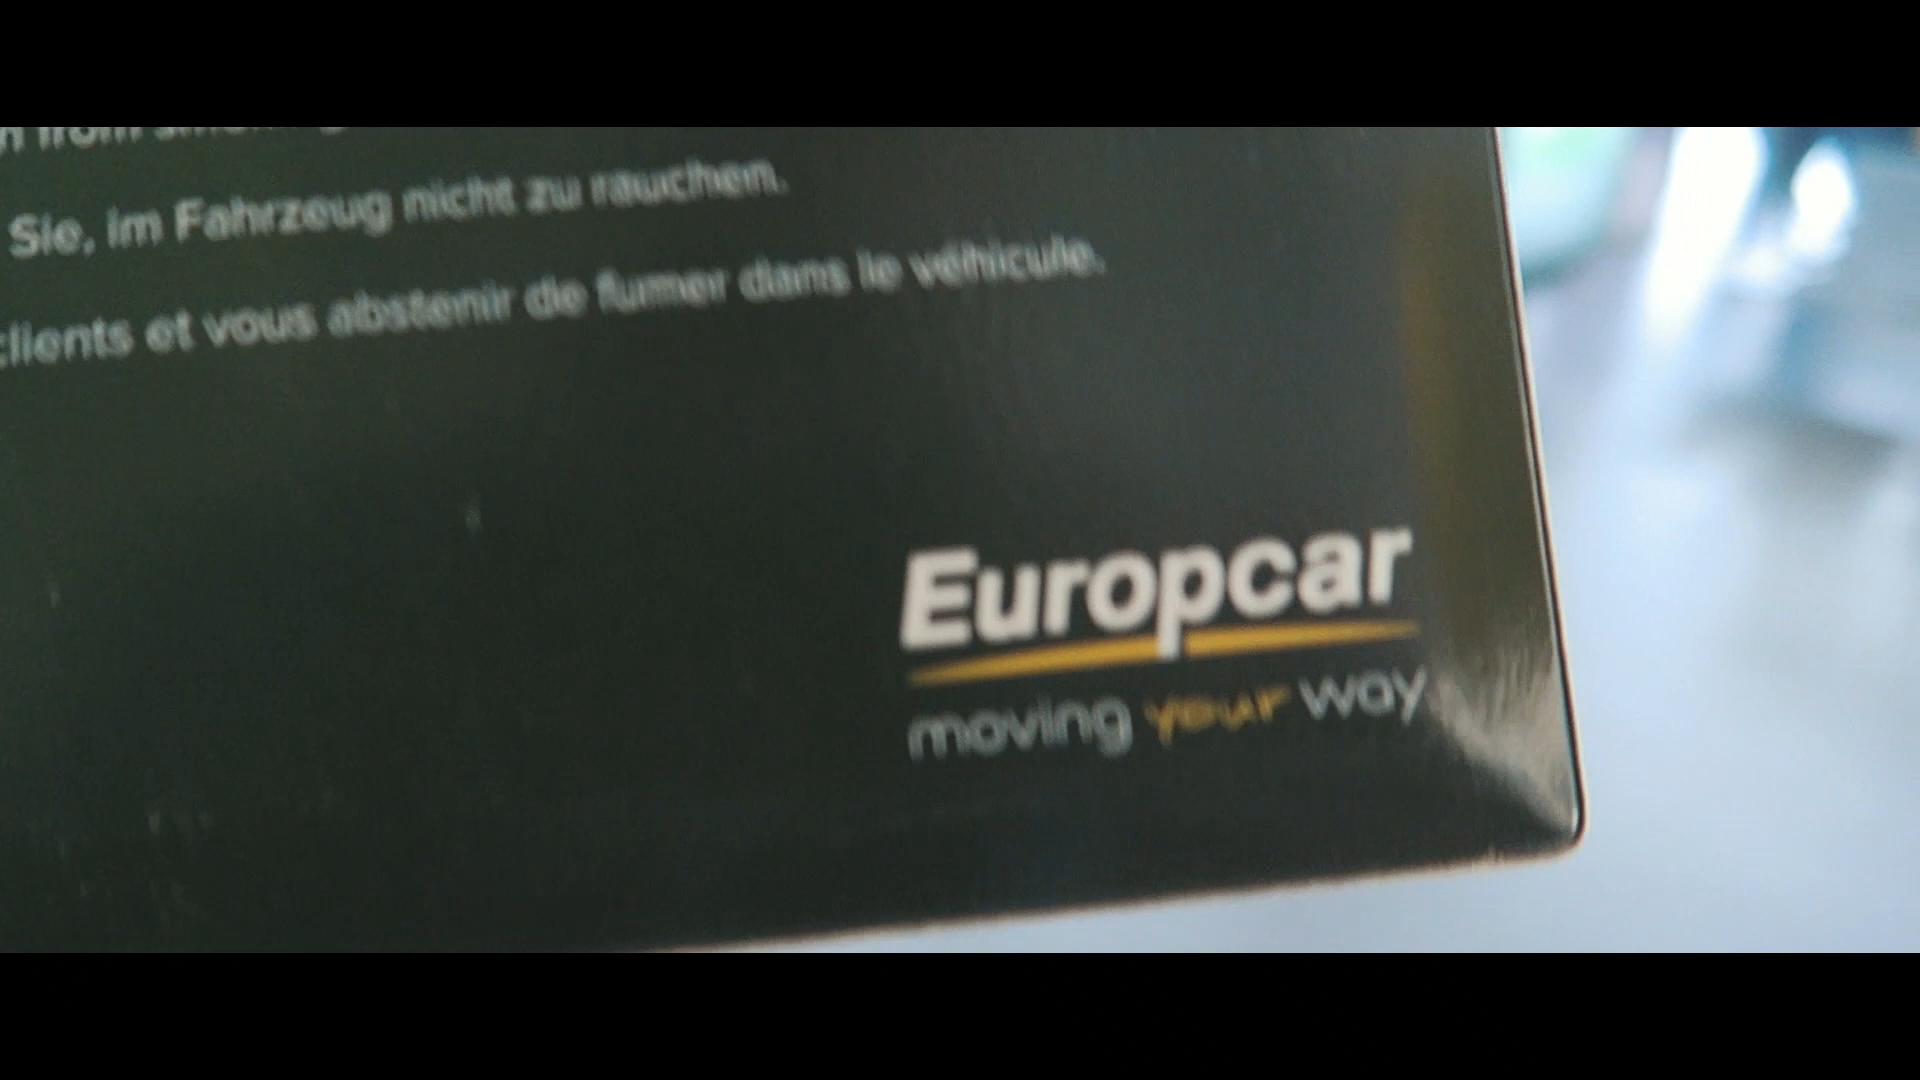 from
Sie, im Fahrzeug nicht zu rauchen.
clients et vous abstenir de fumer dans le véhicule.
Europcar
moving your way